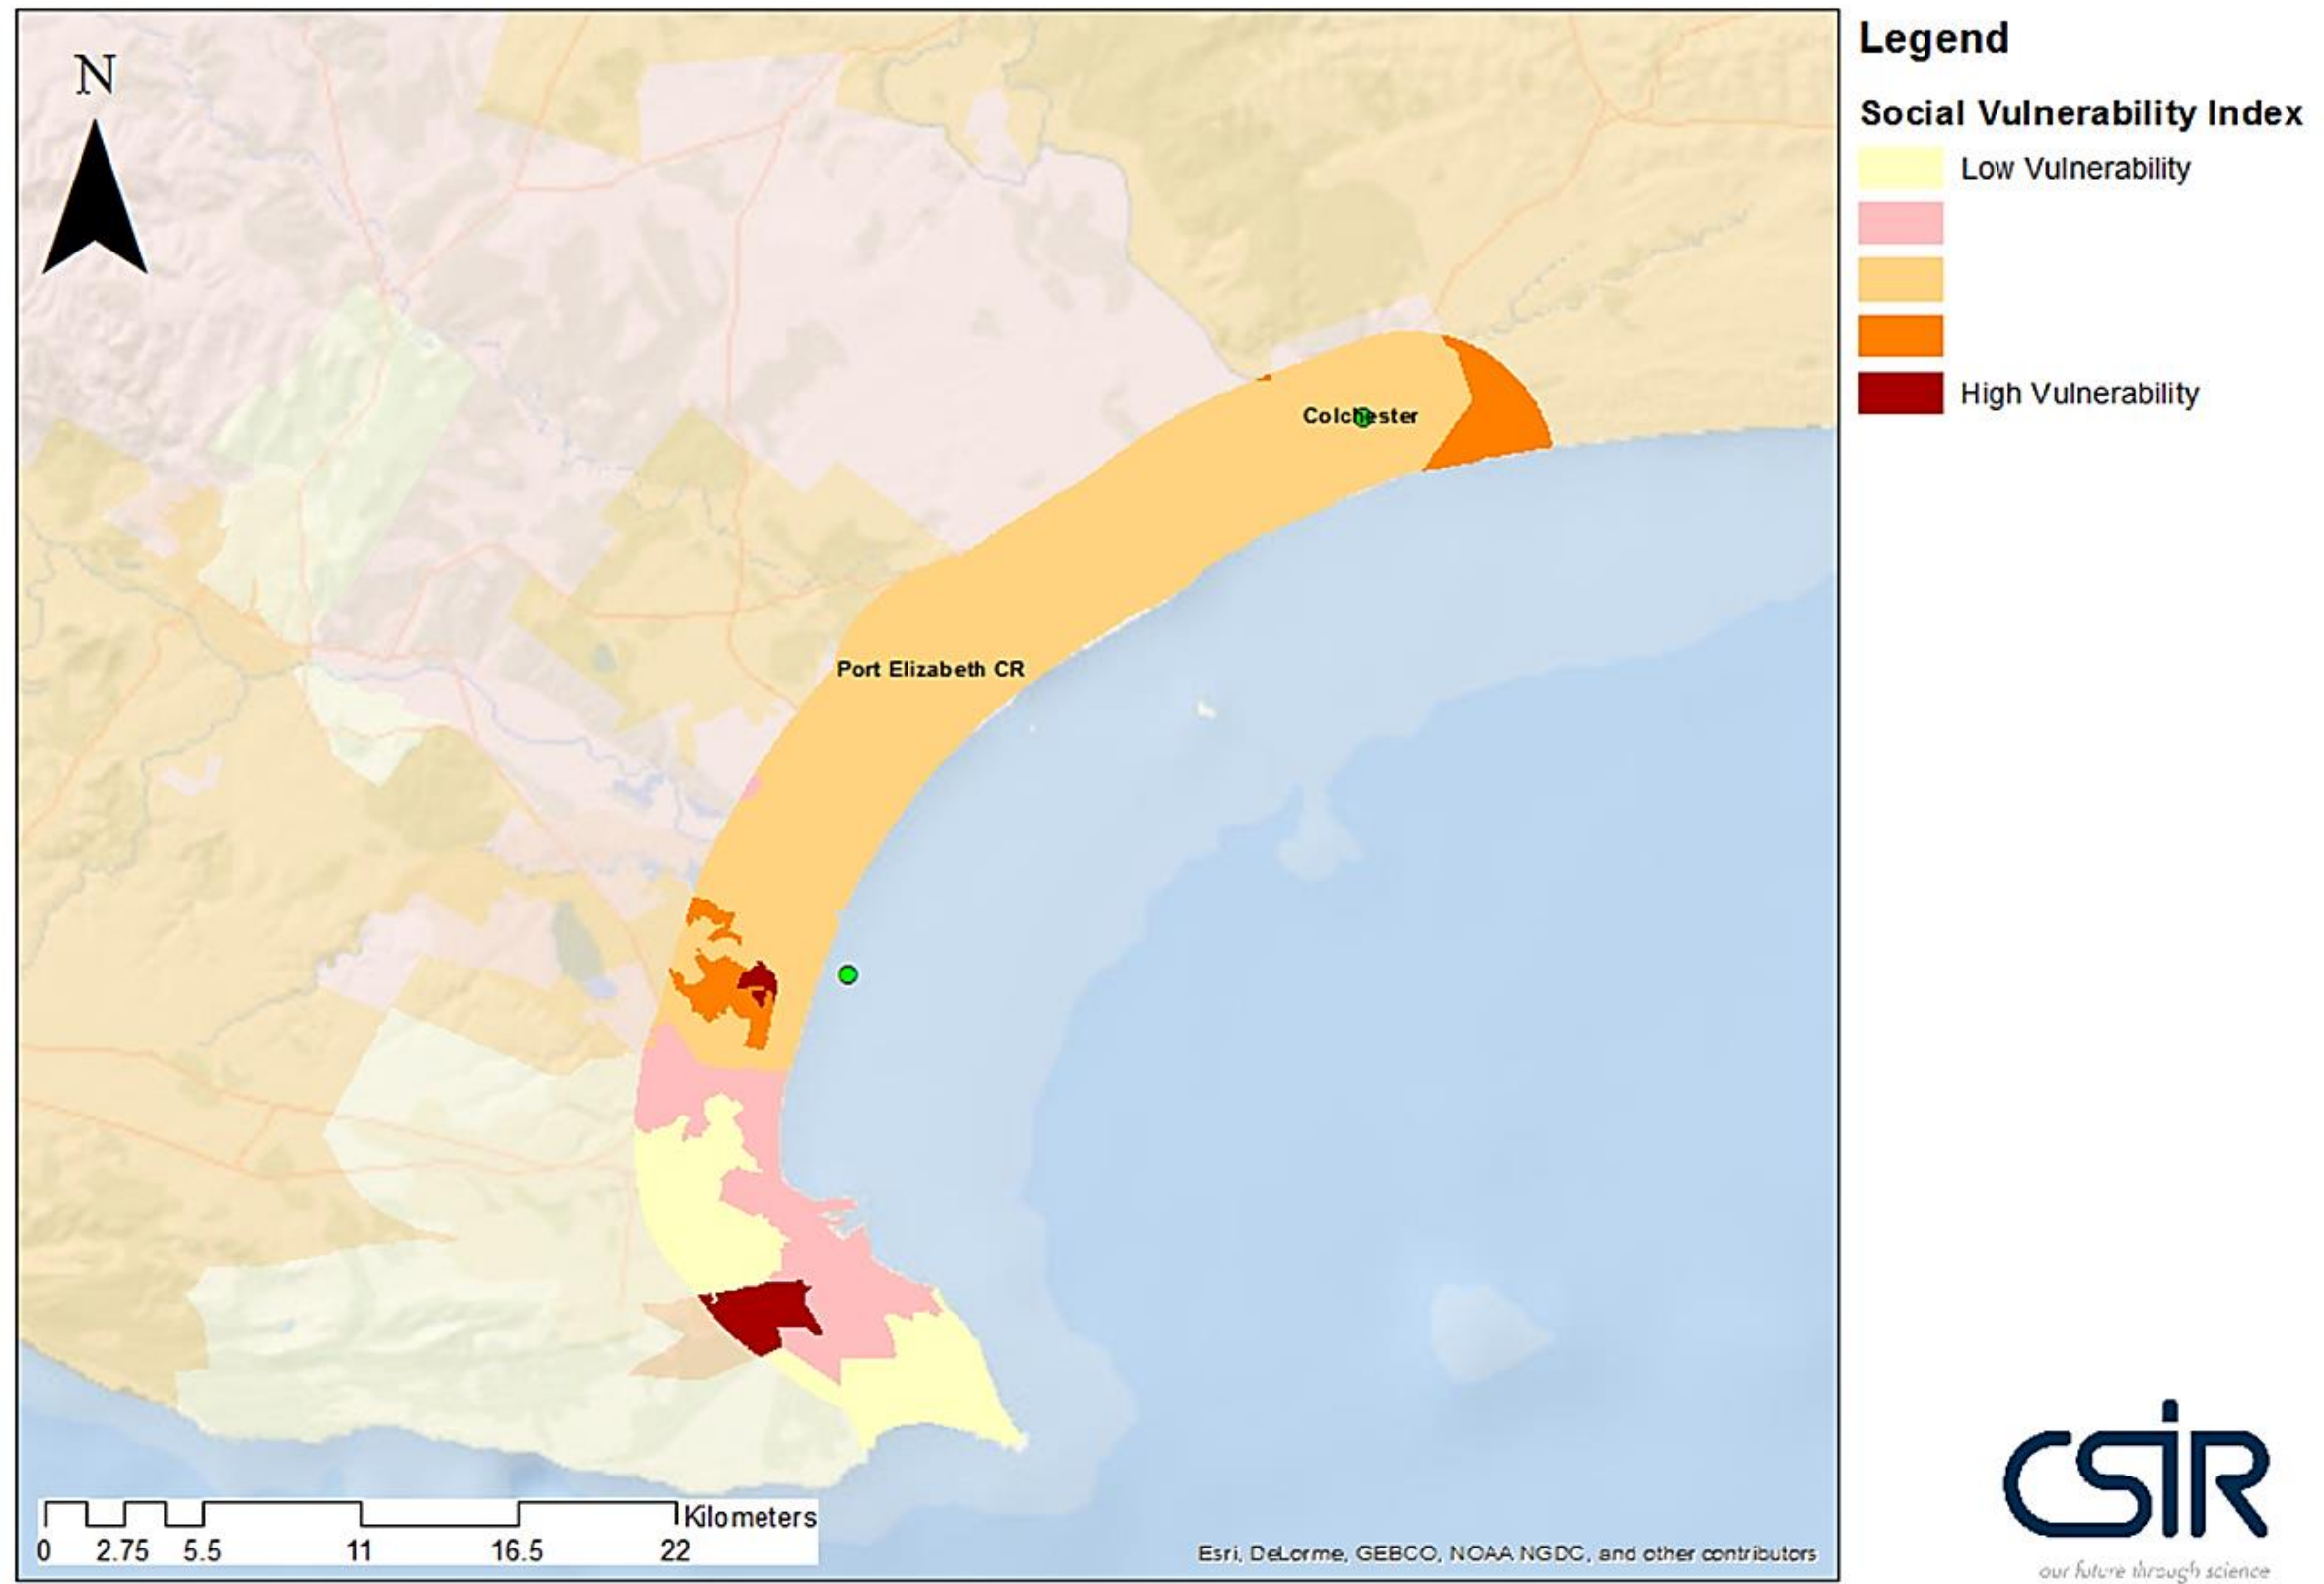 N
Legend
Social Vulnerability Index
Low Vulnerability
High Vulnerability
Colchester
Port Elizabeth CR
Kilometers
0 2.75 5.5 11 16.5 22
Esri, DeLorme, GEBCO, NOAA NGDC, and other contributors
CSIR
our future through science